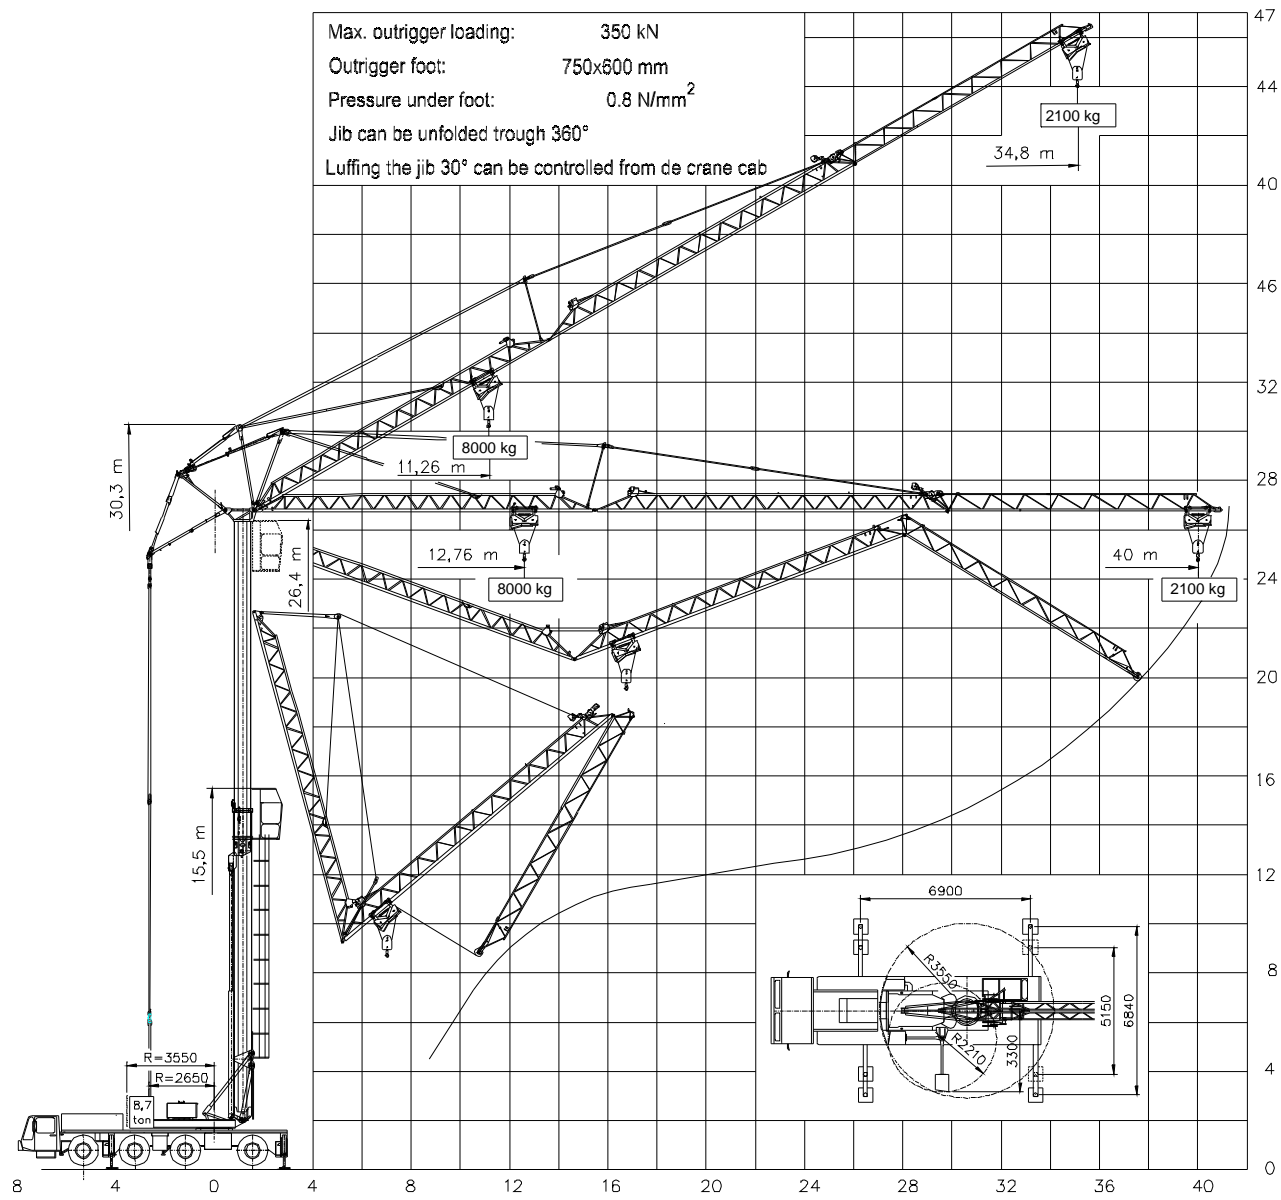 Max. outrigger loading: 350 kN
Outrigger foot: 750x600 mm
Pressure under foot: 0.8 N/mm²
Jib can be unfolded trough 360°
Luffing the jib 30° can be controlled from de crane cab
47
44
2100 kg
34,8 m
40
46
32
30,3 m
8000 kg
11,26 m
28
26,4 m
12,76 m
40 m
8000 kg
2100 kg
24
20
16
15,5 m
12
6900
R3550
R2210
3300
5150
6840
8
4
R=3550
R=2650
8,7
ton
0
8 4 0 4 8 12 16 20 24 28 32 36 40